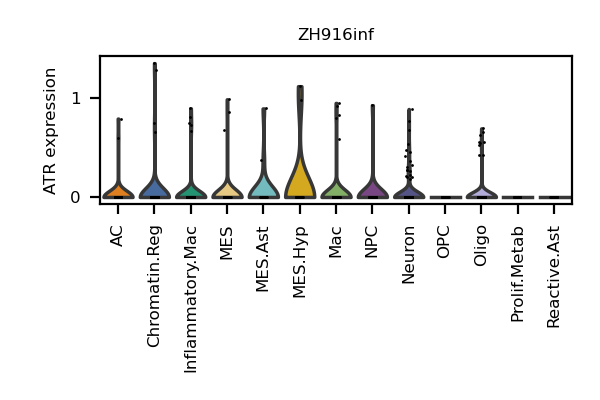 ZH916inf
ATR expression
1
0
AC
Chromatin.Reg
Inflammatory.Mac
MES
MES.Ast
MES.Hyp
Mac
NPC
Neuron
OPC
Oligo
Prolif.Metab
Reactive.Ast